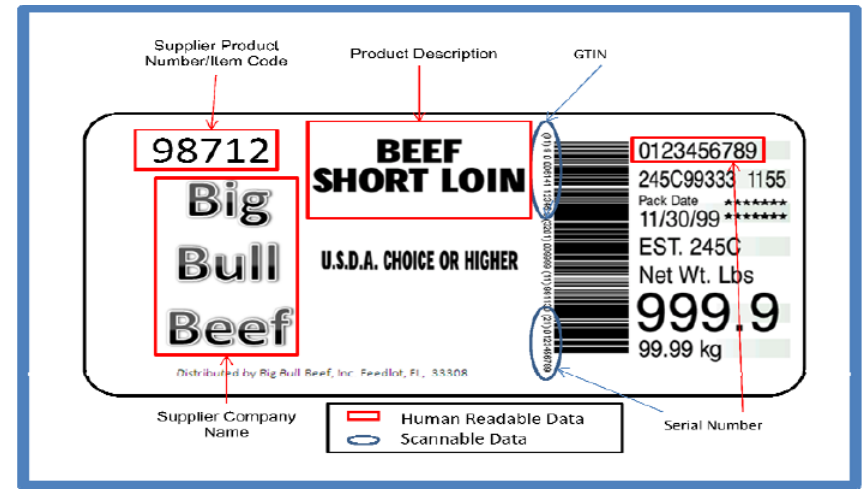 Supplier Product
Number/Item Code
Product Description
GTIN
98712
BEEF
SHORT LOIN
Big
Bull
Beef
U.S.D.A. CHOICE OR HIGHER
Distributed by Big Bull Beef, Inc. Feedlot, FL, 33308
0123456789
245C99333 1155
Pack Date *******
11/30/99 *******
EST. 245C
Net Wt. Lbs
999.9
99.99 kg
Supplier Company
Name
Human Readable Data
Scannable Data
Serial Number